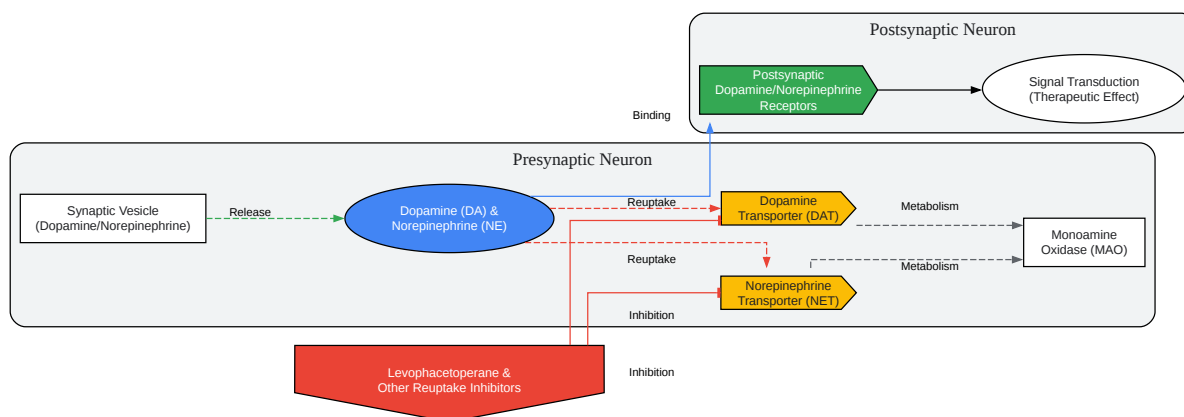 Postsynaptic Neuron
Postsynaptic
Dopamine/Norepinephrine
Receptors
Signal Transduction
(Therapeutic Effect)
Binding
Presynaptic Neuron
Synaptic Vesicle
(Dopamine/Norepinephrine)
Release
Dopamine (DA) &
Norepinephrine (NE)
Reuptake
Dopamine
Transporter (DAT)
Metabolism
Monoamine
Oxidase (MAO)
Reuptake
Metabolism
Norepinephrine
Transporter (NET)
Inhibition
Levophacetoperane &
Other Reuptake Inhibitors
Inhibition